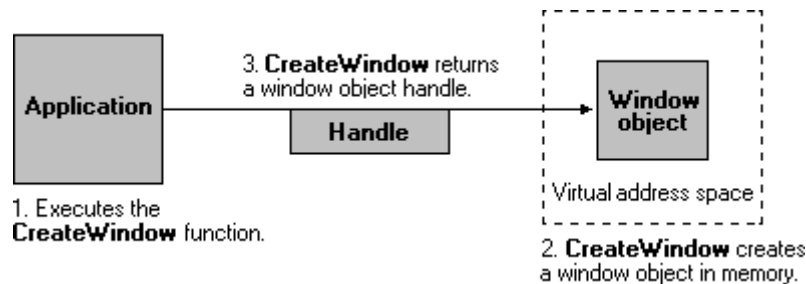 3. CreateWindow returns
a window object handle.
Application
Handle
Window
object
Virtual address space
1. Executes the
CreateWindow function.
2. CreateWindow creates
a window object in memory.